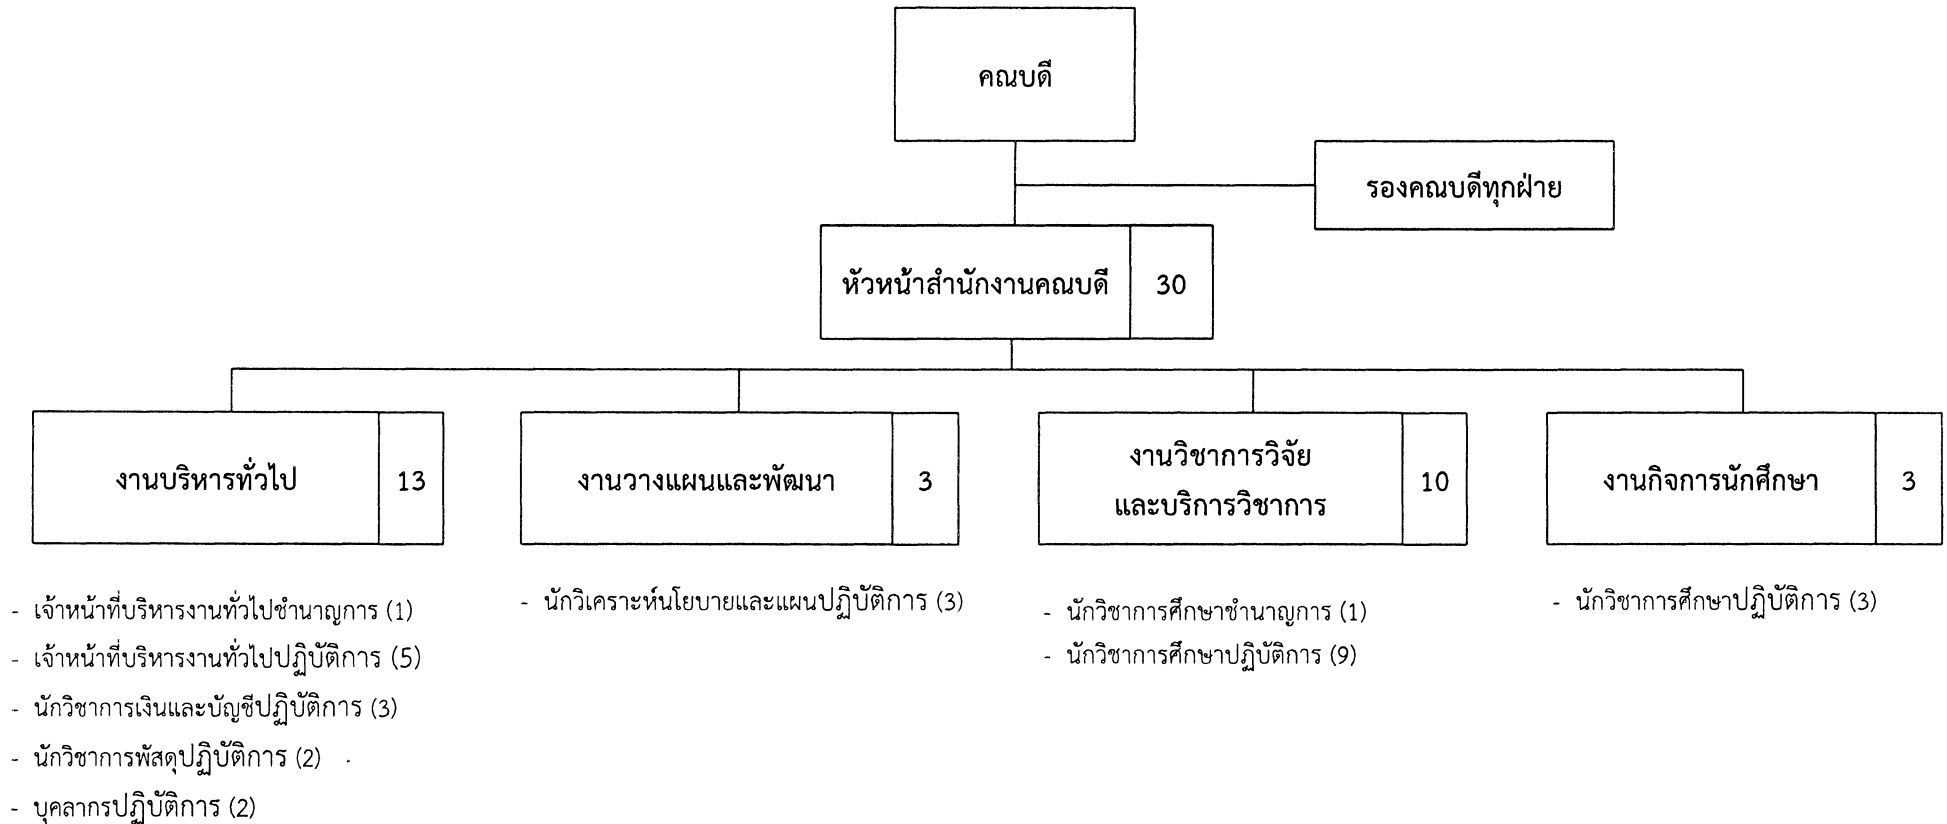 คณบดี
รองคณบดีทุกฝ่าย
หัวหน้าสำนักงานคณบดี 30
งานบริหารทั่วไป 13
งานวางแผนและพัฒนา 3
งานวิชาการวิจัย
และบริการวิชาการ 10
งานกิจการนักศึกษา 3
- เจ้าหน้าที่บริหารงานทั่วไปชำนาญการ (1)
- เจ้าหน้าที่บริหารงานทั่วไปปฏิบัติการ (5)
- นักวิชาการเงินและบัญชีปฏิบัติการ (3)
- นักวิชาการพัสดุปฏิบัติการ (2)
- บุคลากรปฏิบัติการ (2)
- นักวิเคราะห์นโยบายและแผนปฏิบัติการ (3)
- นักวิชาการศึกษาชำนาญการ (1)
- นักวิชาการศึกษาปฏิบัติการ (9)
- นักวิชาการศึกษาปฏิบัติการ (3)